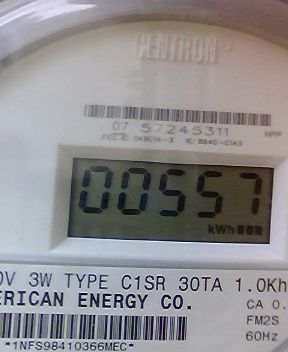 CENTRON
07 57245311 HPP
00557
kWh
0V 3W TYPE C1SR 30TA 1.0Kh
ERICAN ENERGY CO.
CA 0.
FM2S
60Hz
*1NFS98410366MEC*